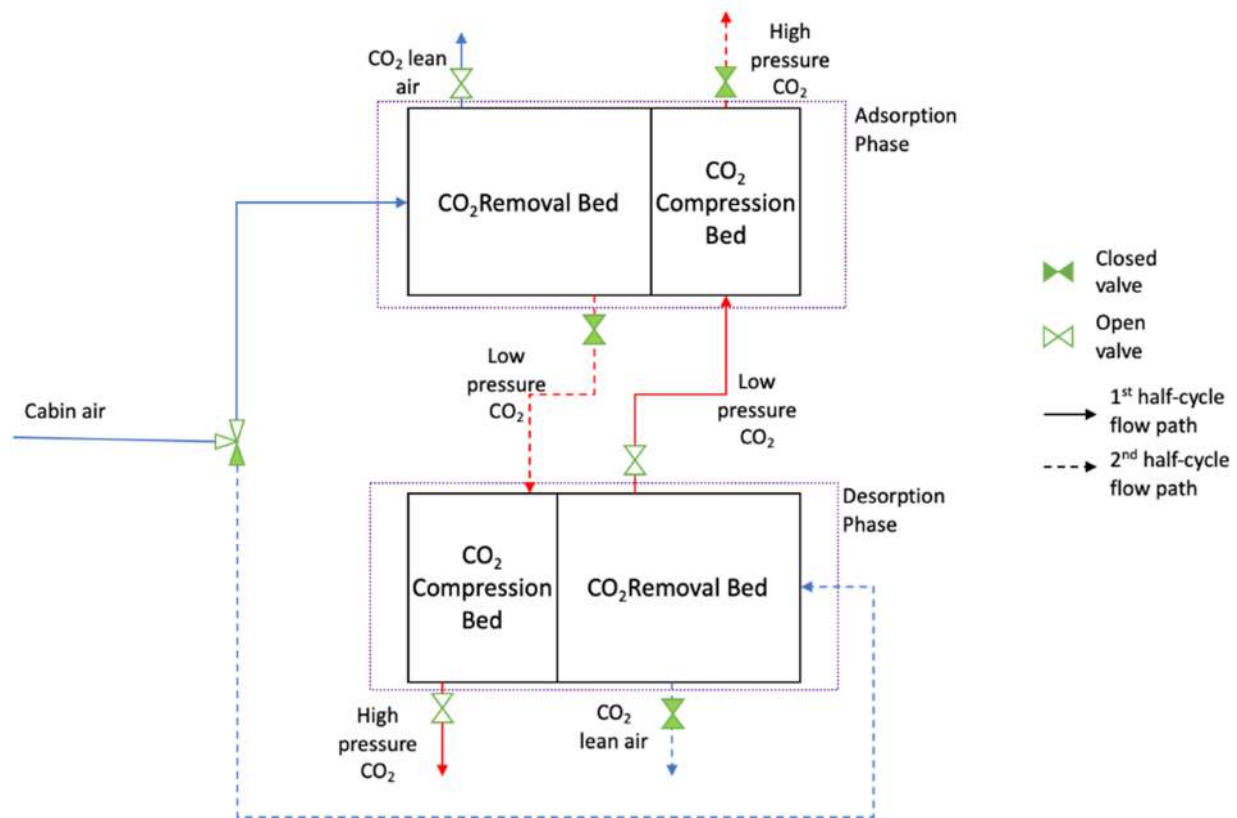 CO₂ lean
air
High
pressure
CO₂
Adsorption
Phase
CO₂Removal Bed
CO₂
Compression
Bed
Closed
valve
Open
valve
Low
pressure
CO₂
Low
pressure
CO₂
1st half-cycle
flow path
Cabin air
2nd half-cycle
flow path
Desorption
Phase
CO₂
Compression
Bed
CO₂Removal Bed
High
pressure
CO₂
CO₂
lean air